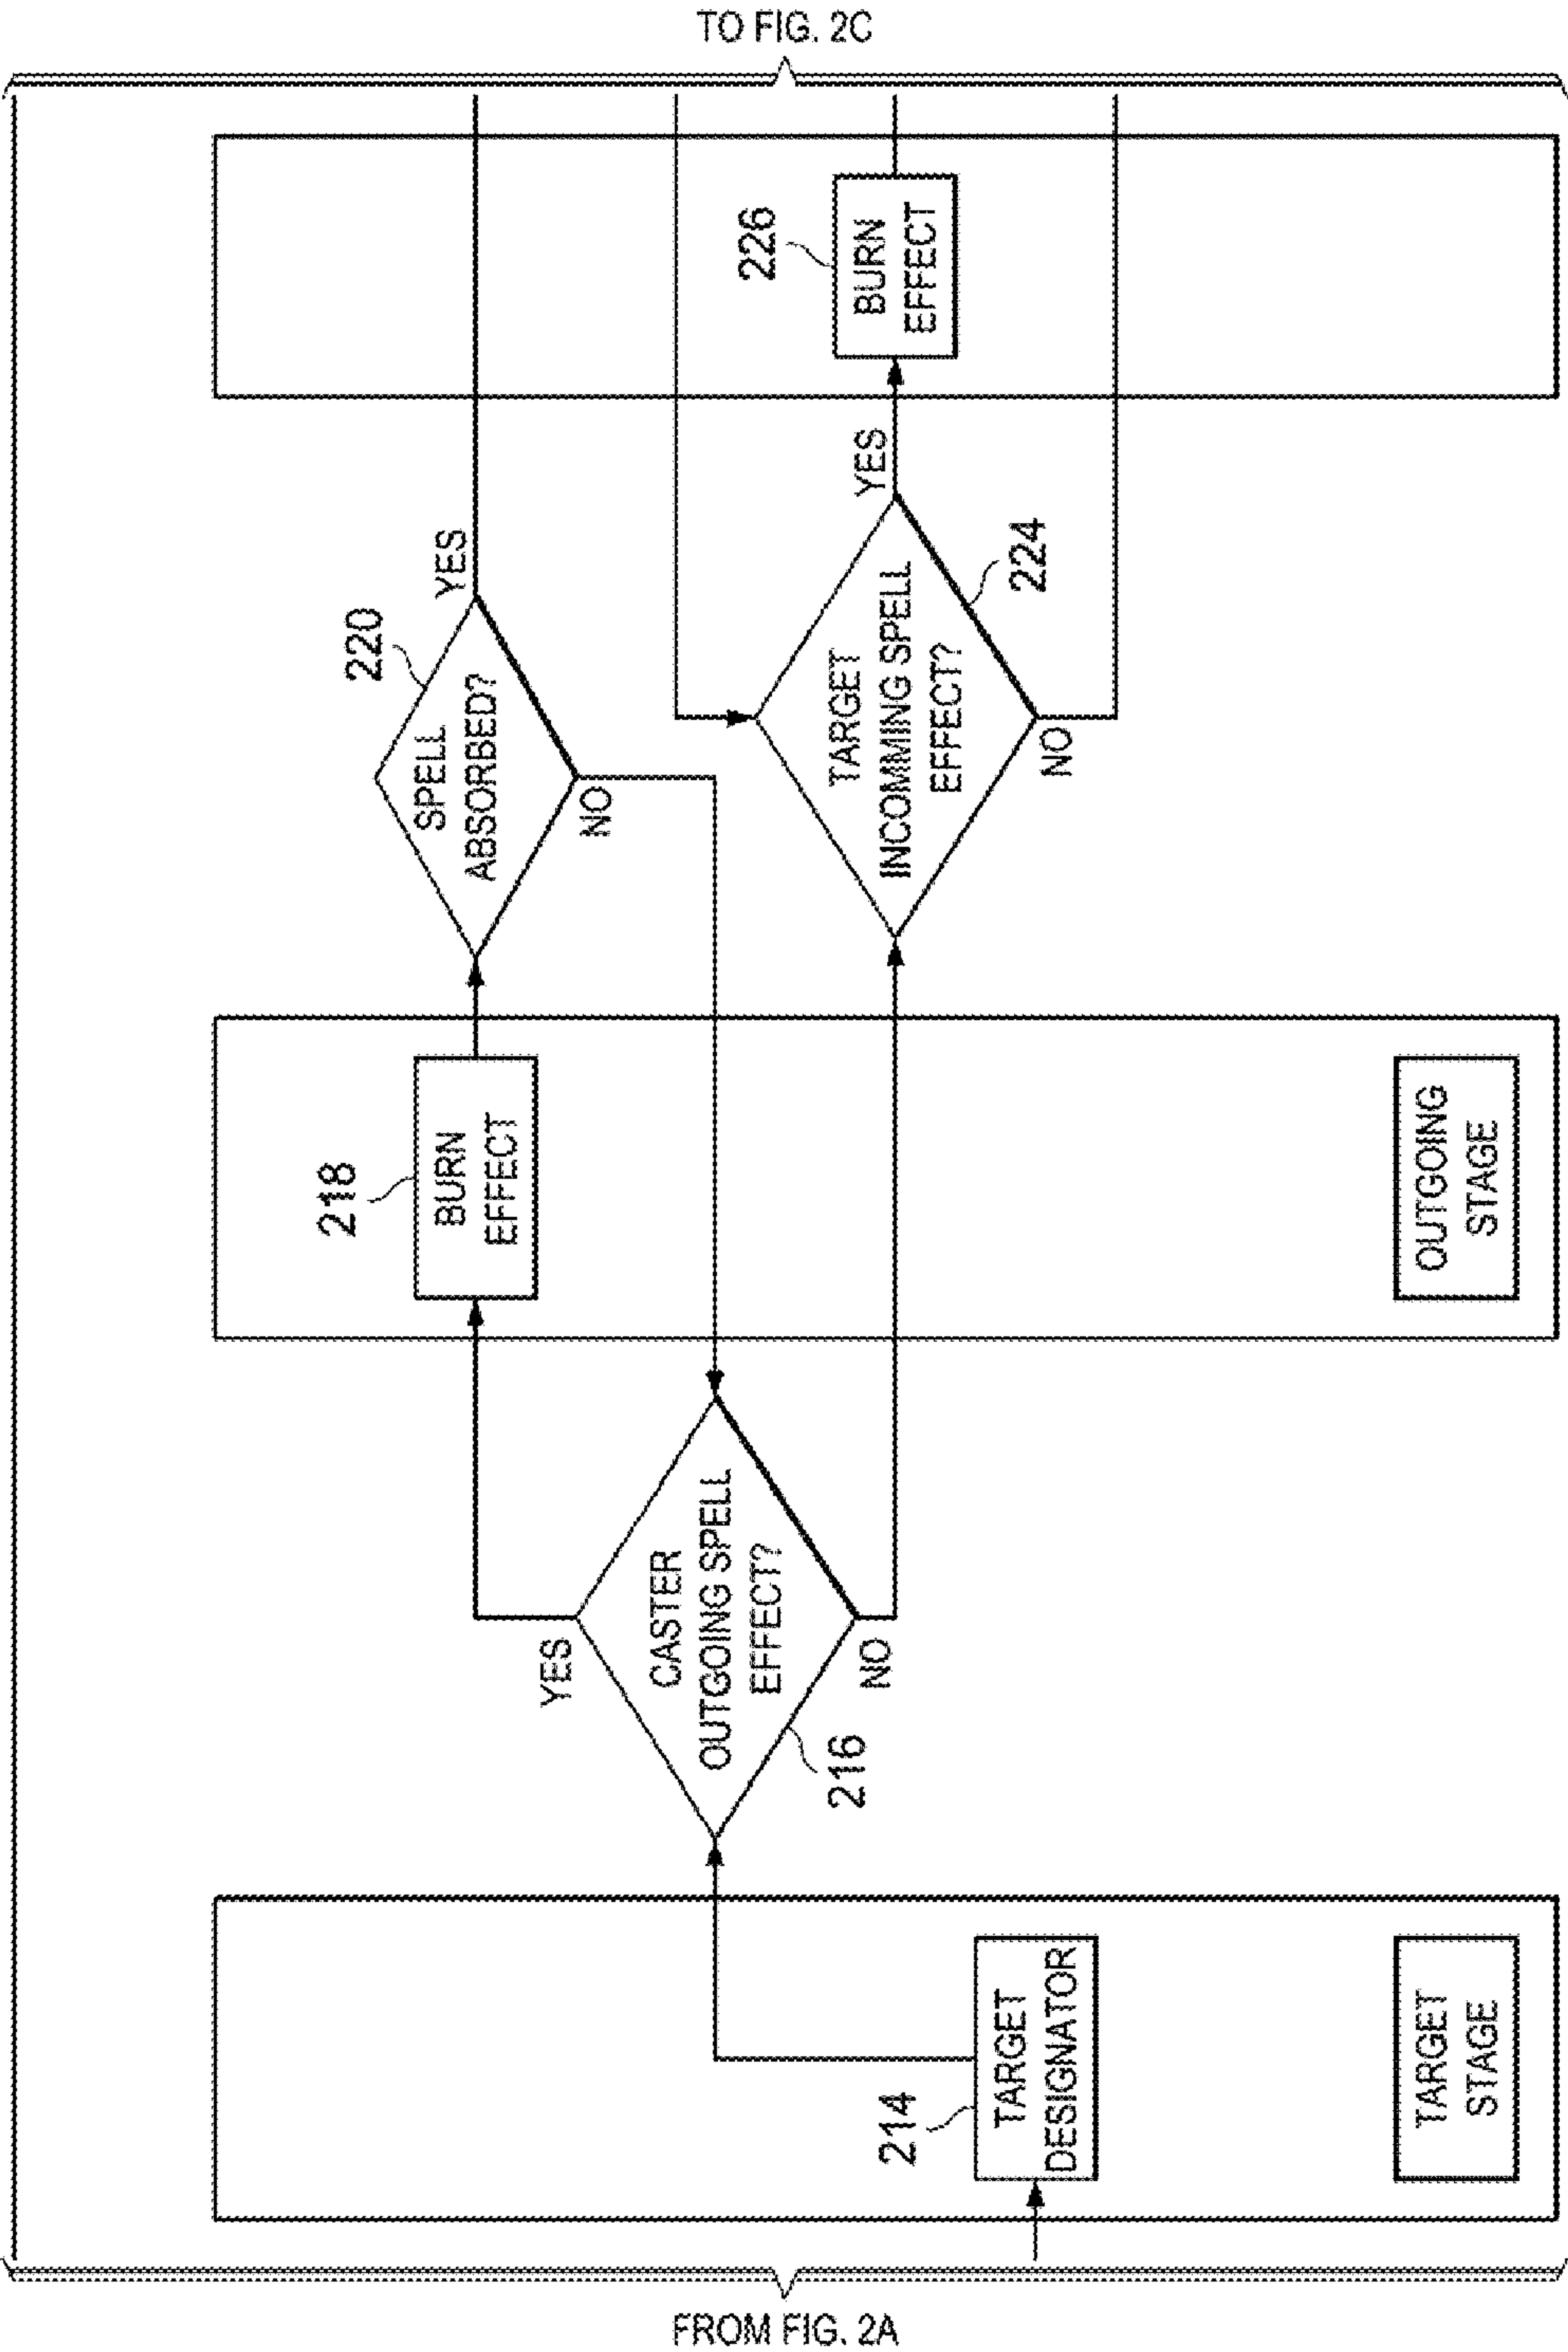 TO FIG. 2C
220
SPELL
ABSORBED?
YES
NO
226
BURN
EFFECT
YES
224
TARGET
INCOMMING SPELL
EFFECT?
NO
218
BURN
EFFECT
OUTGOING
STAGE
YES
CASTER
OUTGOING SPELL
EFFECT?
NO
216
214
TARGET
DESIGNATOR
TARGET
STAGE
FROM FIG. 2A